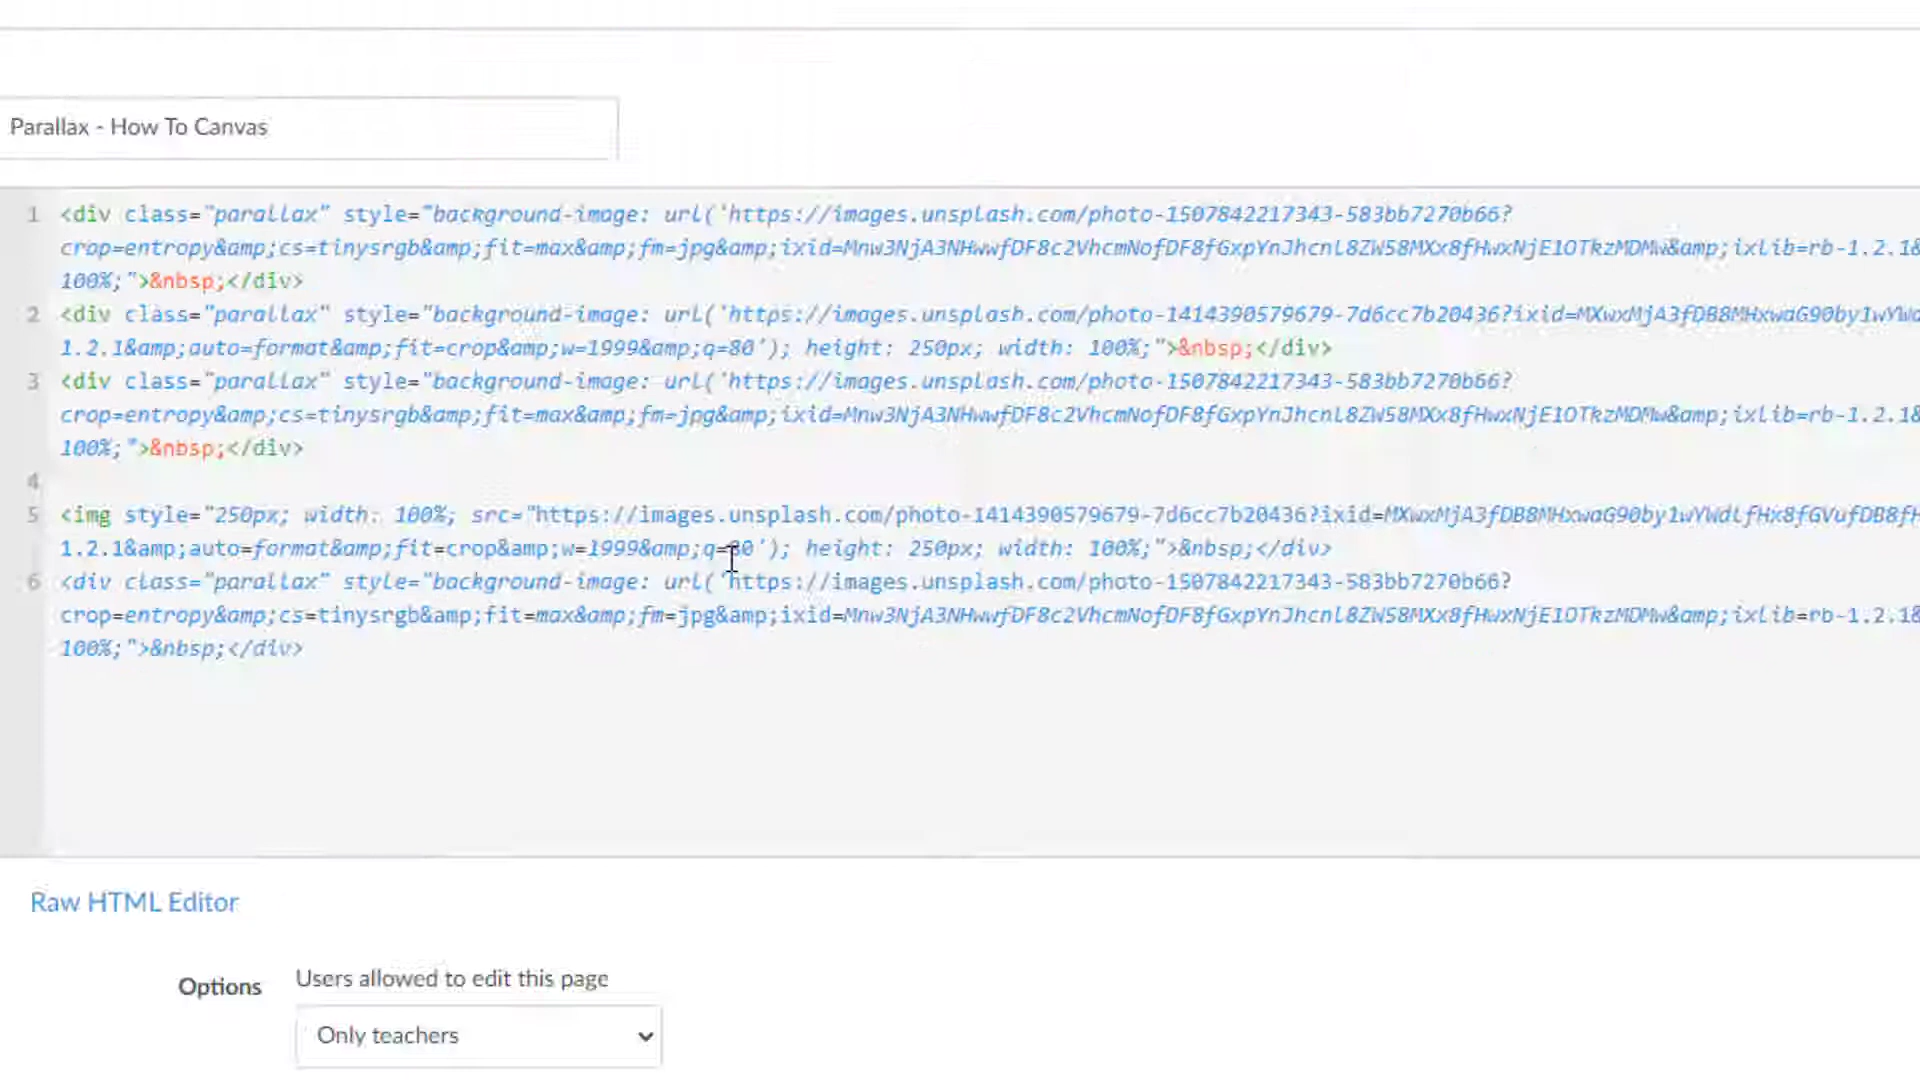 Parallax - How To Canvas
1 <div class="parallax" style="background-image: url('https://images.unsplash.com/photo-1507842217343-583bb7270b66?
crop=entropy&amp;cs=tinysrgb&amp;fit=max&amp;fm=jpg&amp;ixid=Mnw3NjA3NHwwfDF8c2VhcmNofDF8fGxpYnJhcnl8ZW58MXx8fHwxNjE1OTkzMDMw&amp;ixlib=rb-1.2.1&
100%;">&nbsp;</div>
2 <div class="parallax" style="background-image: url('https://images.unsplash.com/photo-1414390579679-7d6cc7b20436?ixid=MXwxMjA3fDB8MHxwaG90by1wYWd
1.2.1&amp;auto=format&amp;fit=crop&amp;w=1999&amp;q=80'); height: 250px; width: 100%;">&nbsp;</div>
3 <div class="parallax" style="background-image: url('https://images.unsplash.com/photo-1507842217343-583bb7270b66?
crop=entropy&amp;cs=tinysrgb&amp;fit=max&amp;fm=jpg&amp;ixid=Mnw3NjA3NHwwfDF8c2VhcmNofDF8fGxpYnJhcnl8ZW58MXx8fHwxNjE1OTkzMDMw&amp;ixlib=rb-1.2.1&
100%;">&nbsp;</div>
4
5 <img style="250px; width: 100%; src="https://images.unsplash.com/photo-1414390579679-7d6cc7b20436?ixid=MXwxMjA3fDB8MHxwaG90by1wYWdlfHx8fGVufDB8fH
1.2.1&amp;auto=format&amp;fit=crop&amp;w=1999&amp;q=80'); height: 250px; width: 100%;">&nbsp;</div>
6 <div class="parallax" style="background-image: url('https://images.unsplash.com/photo-1507842217343-583bb7270b66?
crop=entropy&amp;cs=tinysrgb&amp;fit=max&amp;fm=jpg&amp;ixid=Mnw3NjA3NHwwfDF8c2VhcmNofDF8fGxpYnJhcnl8ZW58MXx8fHwxNjE1OTkzMDMw&amp;ixlib=rb-1.2.1&
100%;">&nbsp;</div>
Raw HTML Editor
Options
Users allowed to edit this page
Only teachers